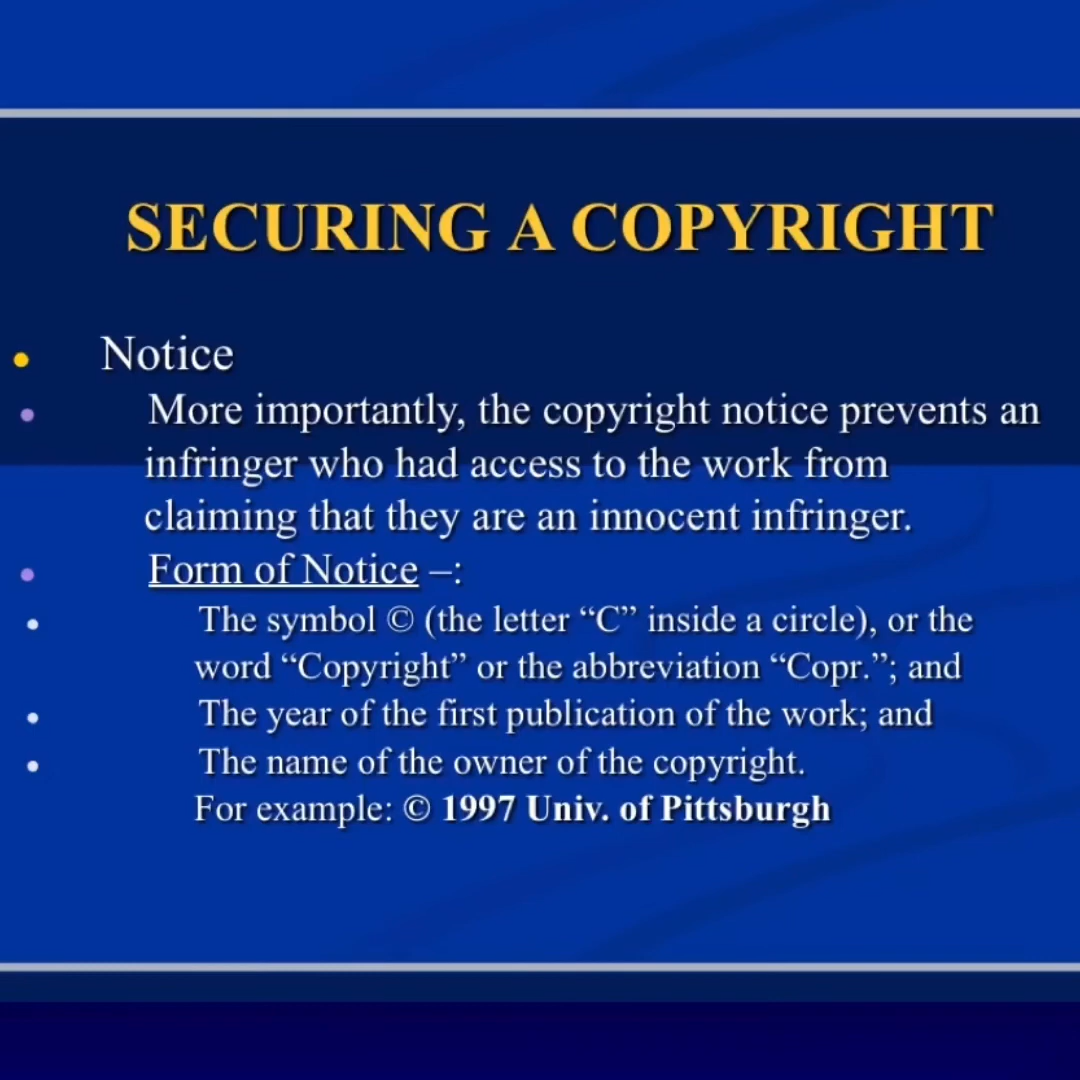 SECURING A COPYRIGHT
• Notice
• More importantly, the copyright notice prevents an
infringer who had access to the work from
claiming that they are an innocent infringer.
• Form of Notice –:
• The symbol © (the letter “C” inside a circle), or the
word “Copyright” or the abbreviation “Copr.”; and
• The year of the first publication of the work; and
• The name of the owner of the copyright.
For example: © 1997 Univ. of Pittsburgh